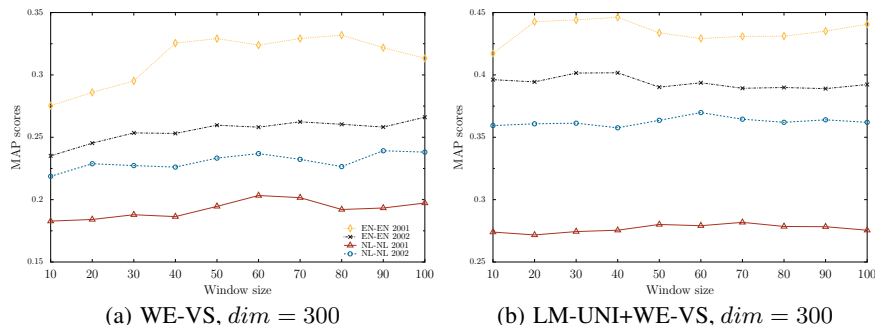 0.35
0.3
0.25
0.2
0.15
MAP scores
EN-EN 2001
EN-EN 2002
NL-NL 2001
NL-NL 2002
10 20 30 40 50 60 70 80 90 100
Window size
(a) WE-VS, dim = 300
0.45
0.4
0.35
0.3
0.25
MAP scores
10 20 30 40 50 60 70 80 90 100
Window size
(b) LM-UNI+WE-VS, dim = 300